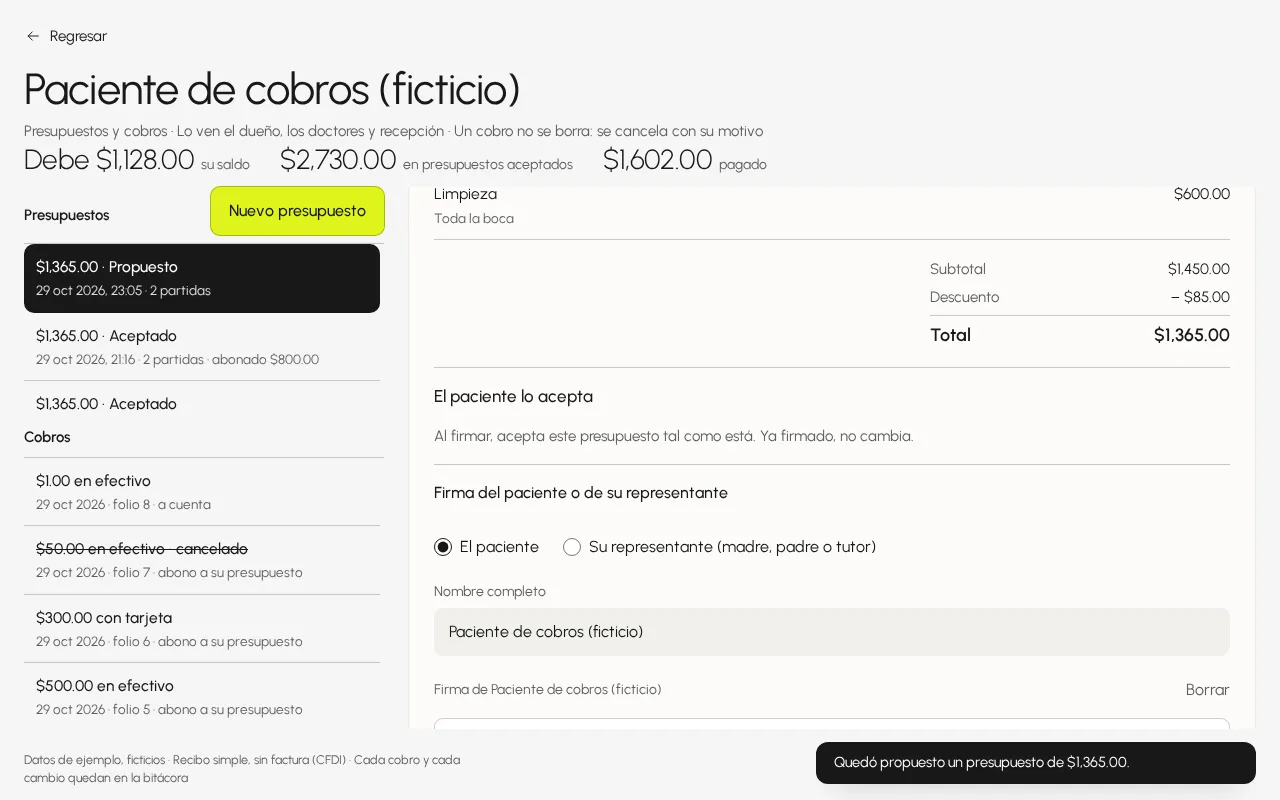 Regresar
Paciente de cobros (ficticio)
Presupuestos y cobros · Lo ven el dueño, los doctores y recepción · Un cobro no se borra: se cancela con su motivo
Debe $1,128.00 su saldo $2,730.00 en presupuestos aceptados $1,602.00 pagado
Presupuestos
Nuevo presupuesto
$1,365.00 · Propuesto
29 oct 2026, 23:05 · 2 partidas
$1,365.00 · Aceptado
29 oct 2026, 21:16 · 2 partidas · abonado $800.00
$1,365.00 · Aceptado
Cobros
$1.00 en efectivo
29 oct 2026 · folio 8 · a cuenta
$50.00 en efectivo · cancelado
29 oct 2026 · folio 7 · abono a su presupuesto
$300.00 con tarjeta
29 oct 2026 · folio 6 · abono a su presupuesto
$500.00 en efectivo
29 oct 2026 · folio 5 · abono a su presupuesto
Limpieza $600.00
Toda la boca
Subtotal $1,450.00
Descuento – $85.00
Total $1,365.00
El paciente lo acepta
Al firmar, acepta este presupuesto tal como está. Ya firmado, no cambia.
Firma del paciente o de su representante
El paciente Su representante (madre, padre o tutor)
Nombre completo
Paciente de cobros (ficticio)
Firma de Paciente de cobros (ficticio) Borrar
Datos de ejemplo, ficticios · Recibo simple, sin factura (CFDI) · Cada cobro y cada
cambio quedan en la bitácora
Quedó propuesto un presupuesto de $1,365.00.